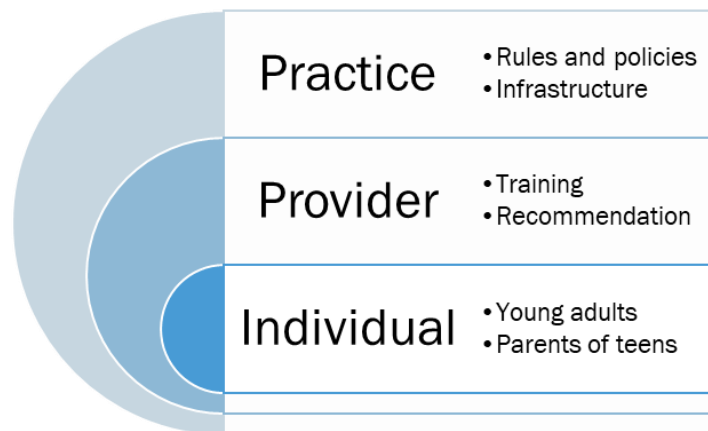 Practice
•Rules and policies
•Infrastructure
Provider
•Training
•Recommendation
Individual
•Young adults
•Parents of teens